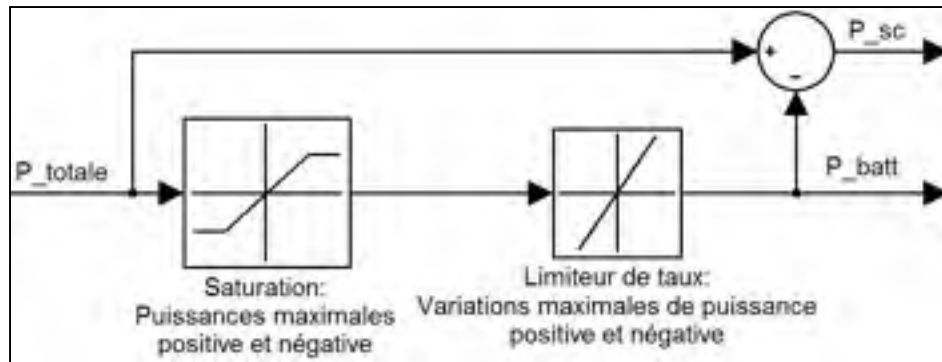 P_sc
+
−
P_totale
P_batt
Saturation:
Puissances maximales
positive et négative
Limiteur de taux:
Variations maximales de puissance
positive et négative